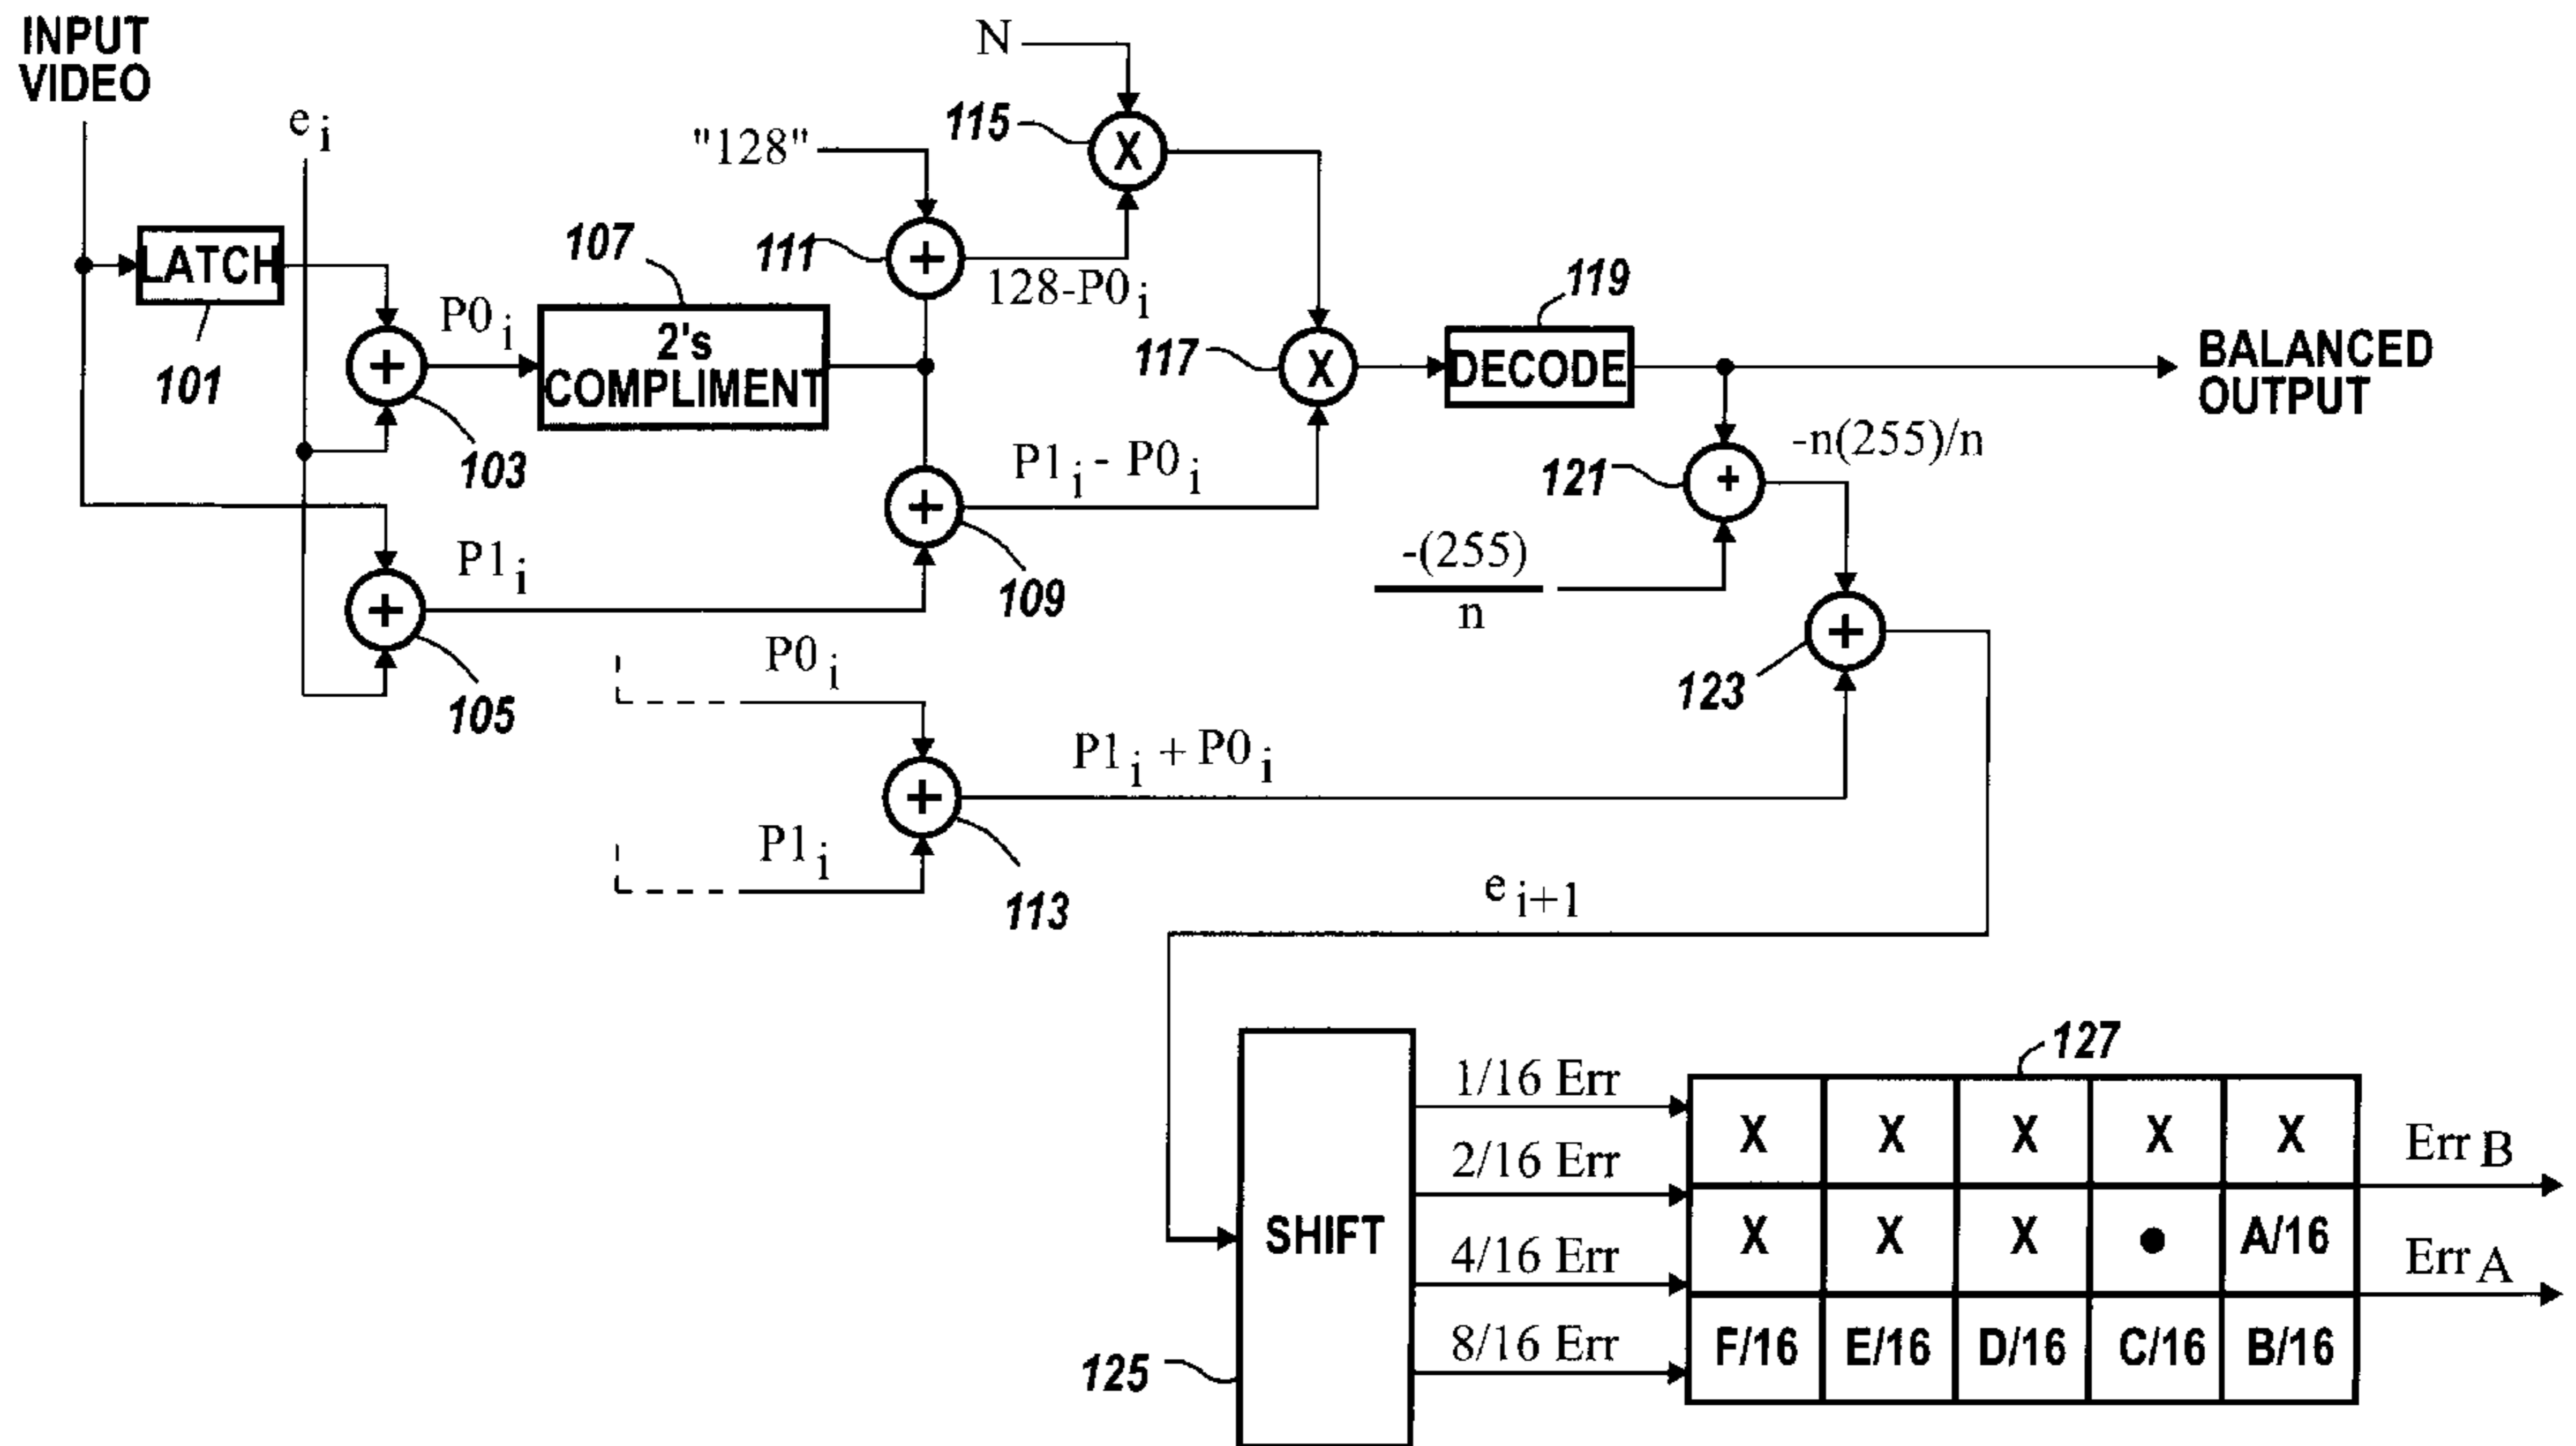 INPUT
VIDEO
e i
N
"128"
115
X
LATCH
101
+
103
P0 i
107
2's
COMPLIMENT
111
+
128-P0 i
117
X
119
DECODE
BALANCED
OUTPUT
P1 i - P0 i
+
109
121
+
-n(255)/n
-(255)
n
+
105
P1 i
P0 i
P1 i
+
113
P1 i + P0 i
+
123
e i+1
SHIFT
125
1/16 Err
2/16 Err
4/16 Err
8/16 Err
127
X X X X X
X X X • A/16
F/16 E/16 D/16 C/16 B/16
Err B
Err A